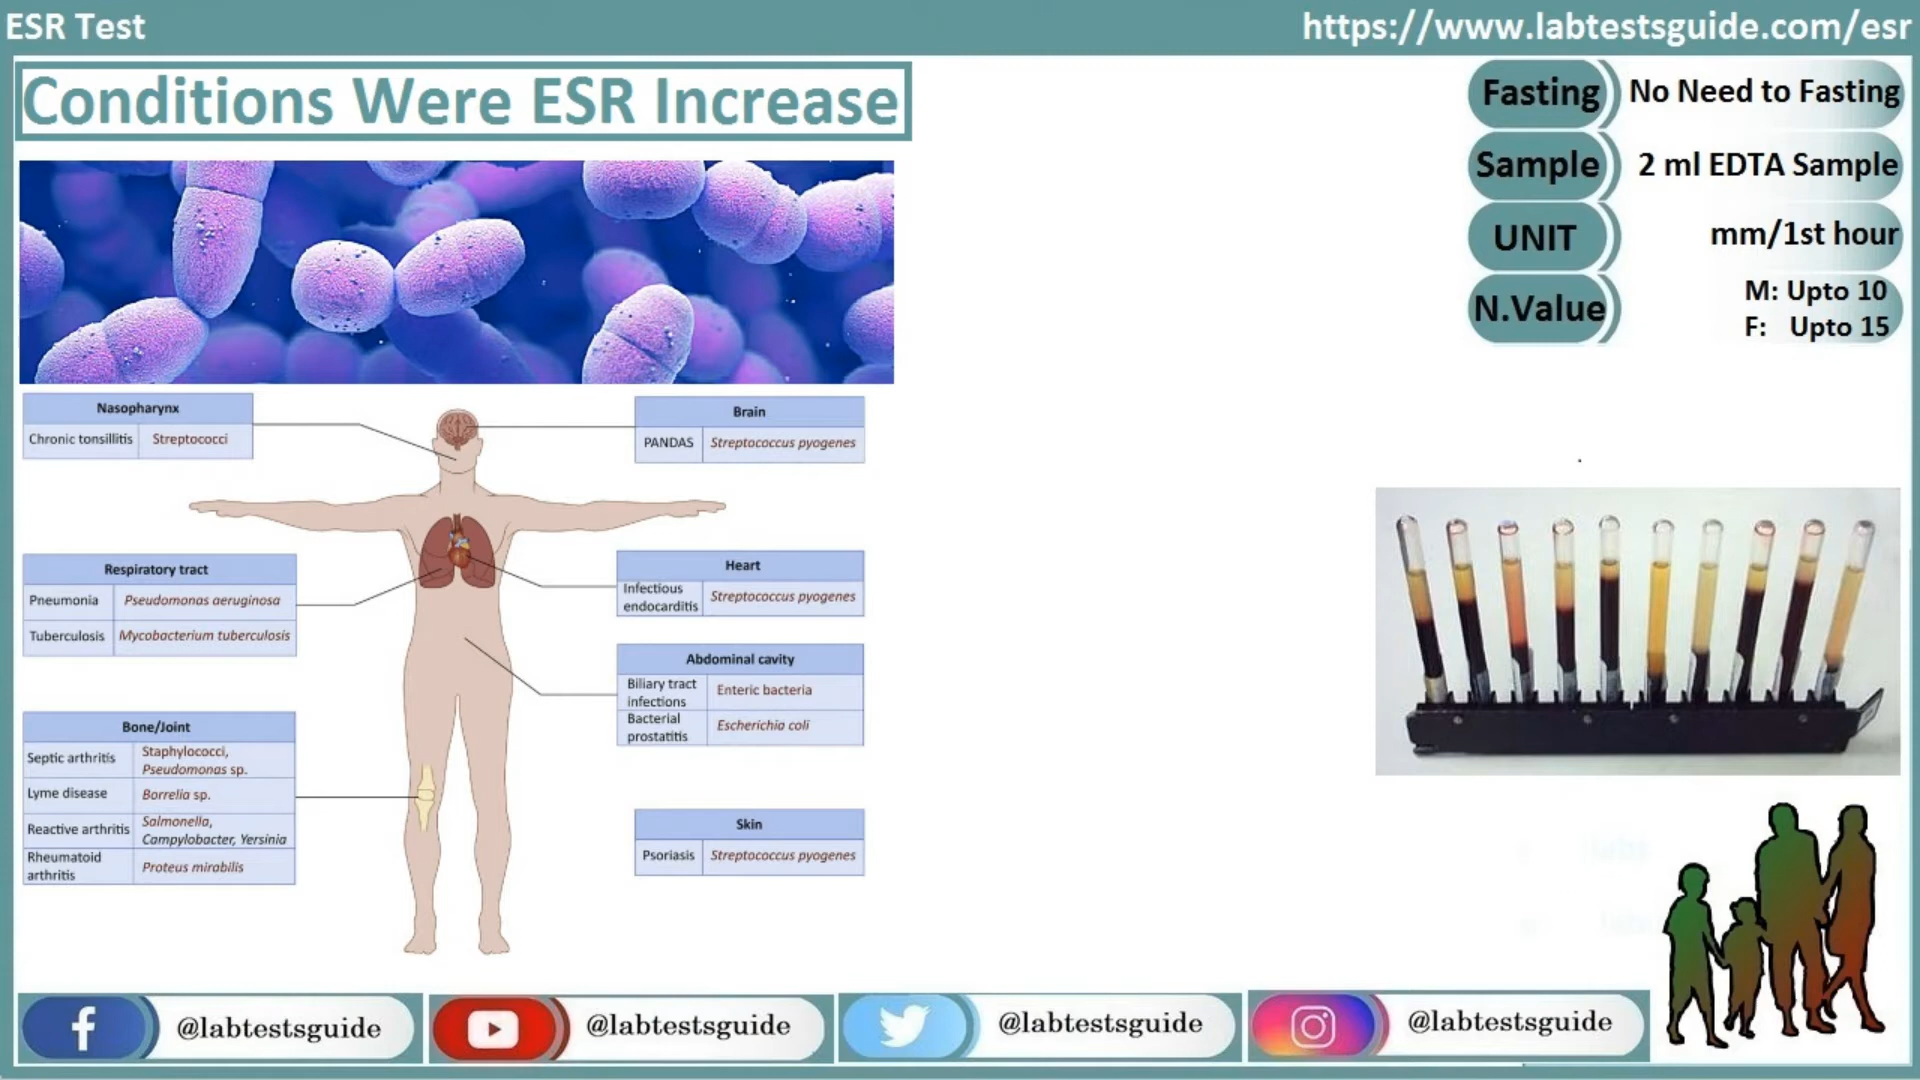 ESR Test
https://www.labtestsguide.com/esr
Conditions Were ESR Increase
Fasting
No Need to Fasting
Sample
2 ml EDTA Sample
UNIT
mm/1st hour
N.Value
M: Upto 10
F: Upto 15
Nasopharynx
Chronic tonsillitis
Streptococci
Brain
PANDAS
Streptococcus pyogenes
Respiratory tract
Pneumonia
Pseudomonas aeruginosa
Tuberculosis
Mycobacterium tuberculosis
Heart
Infectious
endocarditis
Streptococcus pyogenes
Abdominal cavity
Biliary tract
infections
Enteric bacteria
Bacterial
prostatitis
Escherichia coli
Bone/Joint
Septic arthritis
Staphylococci,
Pseudomonas sp.
Lyme disease
Borrelia sp.
Reactive arthritis
Salmonella,
Campylobacter, Yersinia
Rheumatoid
arthritis
Proteus mirabilis
Skin
Psoriasis
Streptococcus pyogenes
@labtestsguide
@labtestsguide
@labtestsguide
@labtestsguide